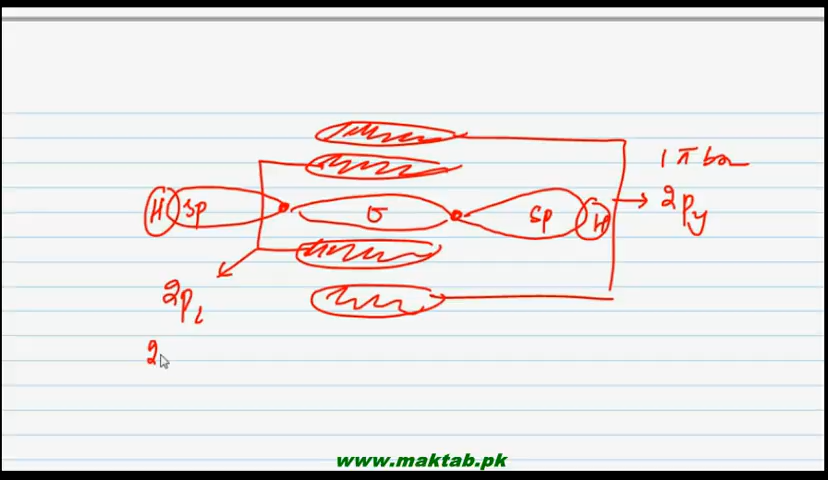 1 π bon
H sp σ sp H
2py
2pz
2
www.maktab.pk